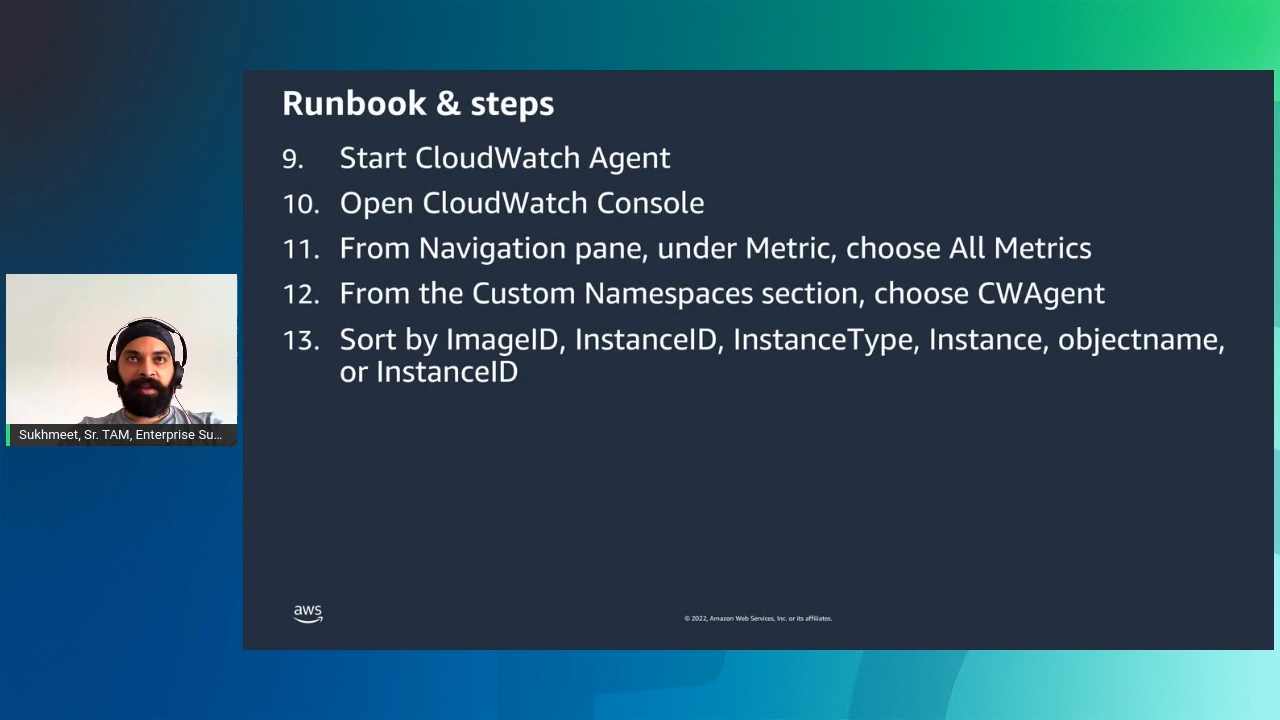 Runbook & steps
9. Start CloudWatch Agent
10. Open CloudWatch Console
11. From Navigation pane, under Metric, choose All Metrics
12. From the Custom Namespaces section, choose CWAgent
13. Sort by ImageID, InstanceID, InstanceType, Instance, objectname,
or InstanceID
Sukhmeet, Sr. TAM, Enterprise Su...
aws
© 2022, Amazon Web Services, Inc. or its affiliates.